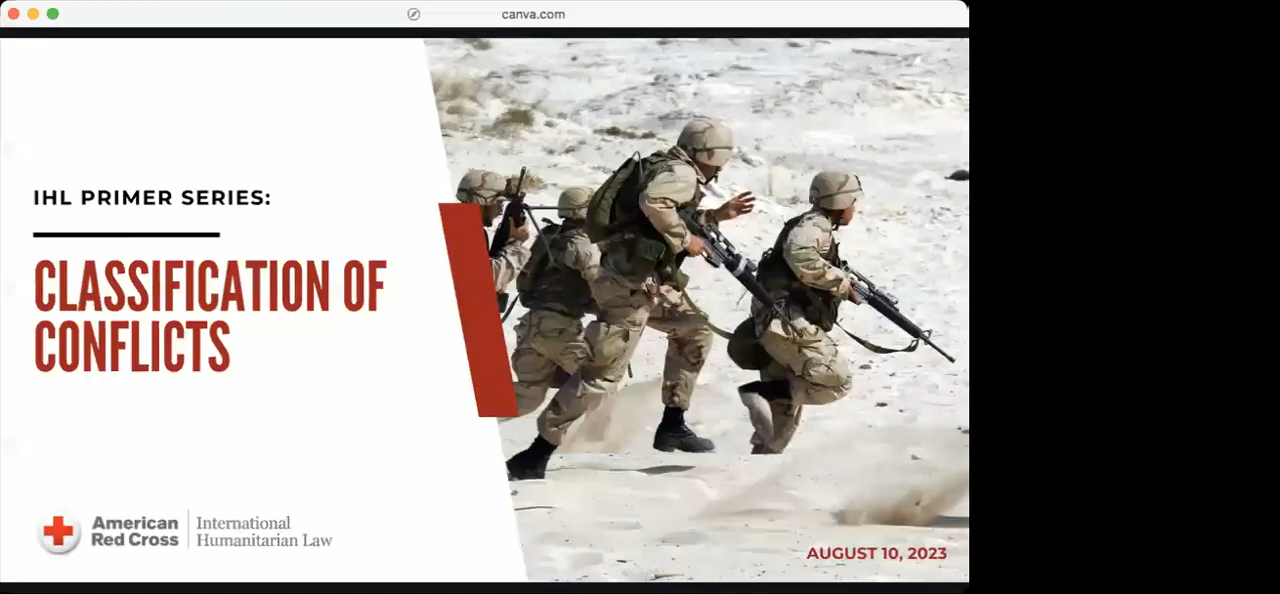 canva.com
IHL PRIMER SERIES:
CLASSIFICATION OF
CONFLICTS
American
Red Cross
International
Humanitarian Law
AUGUST 10, 2023